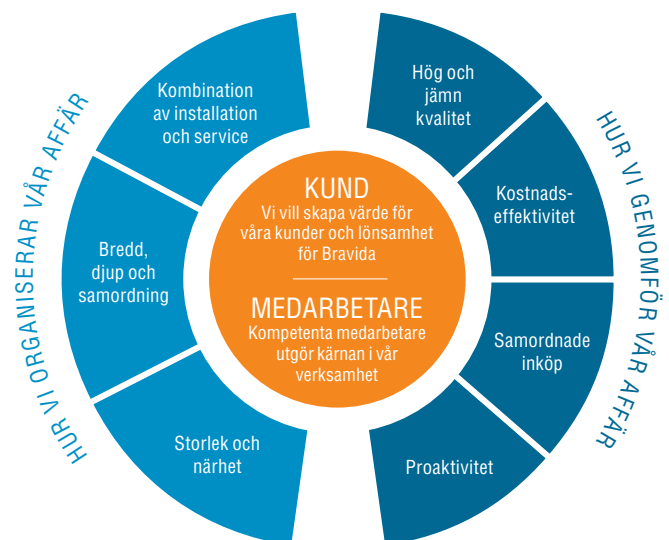 HUR VI ORGANISERAR VÅR AFFÄR
Kombination
av installation
och service
Bredd,
djup och
samordning
Storlek och
närhet
KUND
Vi vill skapa värde för
våra kunder och lönsamhet
för Bravida
MEDARBETARE
Kompetenta medarbetare
utgör kärnan i vår
verksamhet
Hög och
jämn
kvalitet
Kostnads-
effektivitet
Samordnade
inköp
Proaktivitet
HUR VI GENOMFÖR VÅR AFFÄR